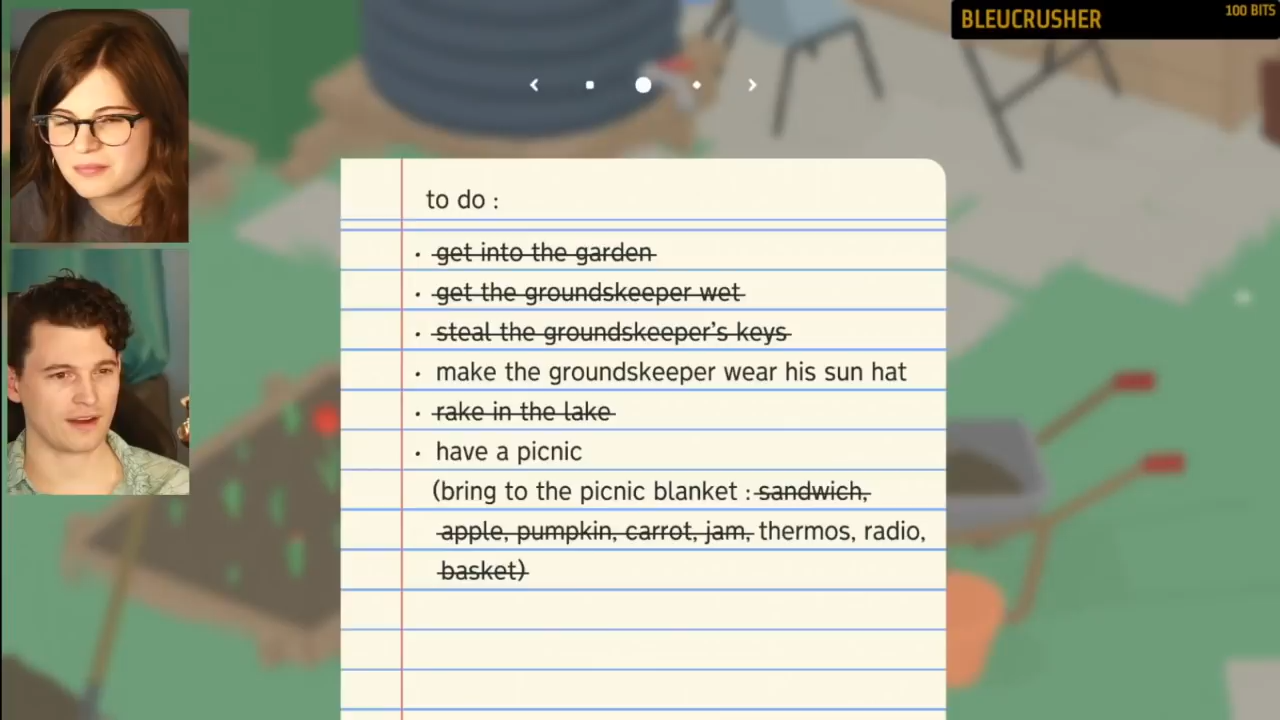 BLEUCRUSHER
100 BITS
to do :
· get into the garden
· get the groundskeeper wet
· steal the groundskeeper's keys
· make the groundskeeper wear his sun hat
· rake in the lake
· have a picnic
(bring to the picnic blanket : sandwich,
apple, pumpkin, carrot, jam, thermos, radio,
basket)